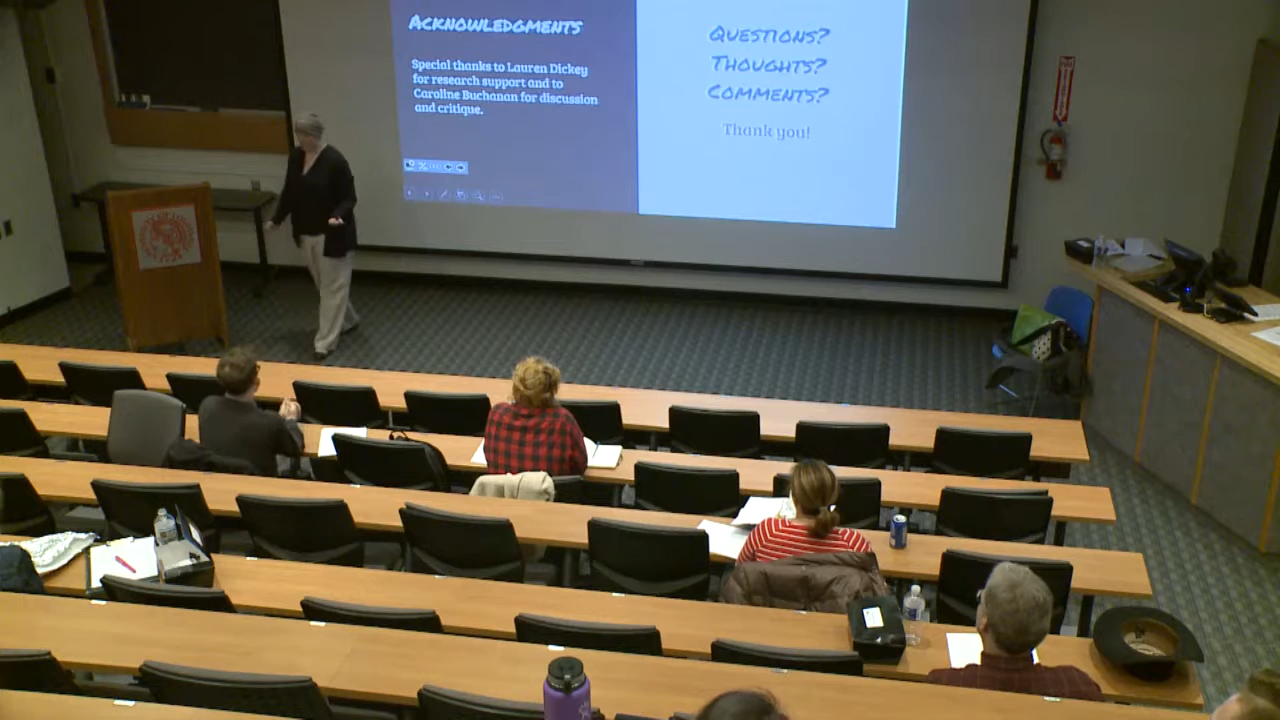 Acknowledgments
Special thanks to Lauren Dickey
for research support and to
Caroline Buchanan for discussion
and critique.
Questions?
Thoughts?
Comments?
Thank you!